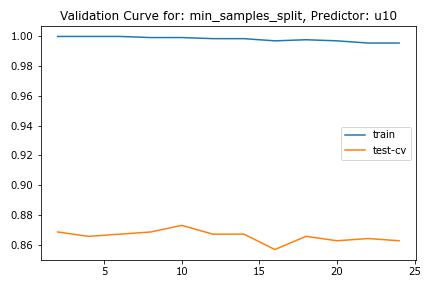 Validation Curve for: min_samples_split, Predictor: u10
1.00
0.98
0.96
0.94
0.92
0.90
0.88
0.86
train
test-cv
5 10 15 20 25